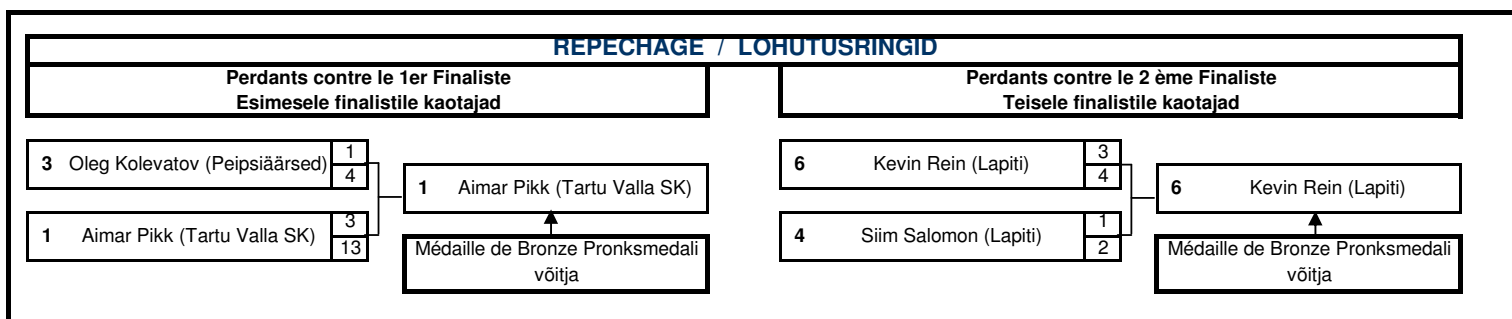 REPECHAGE / LOHUTUSRINGID
Perdants contre le 1er Finaliste
Esimesele finalistile kaotajad
3 Oleg Kolevatov (Peipsiäärsed) 1
4
1 Aimar Pikk (Tartu Valla SK)
1 Aimar Pikk (Tartu Valla SK) 3
13
Médaille de Bronze Pronksmedali
võitja
Perdants contre le 2 ème Finaliste
Teisele finalistile kaotajad
6 Kevin Rein (Lapiti) 3
4
6 Kevin Rein (Lapiti)
4 Siim Salomon (Lapiti) 1
2
Médaille de Bronze Pronksmedali
võitja